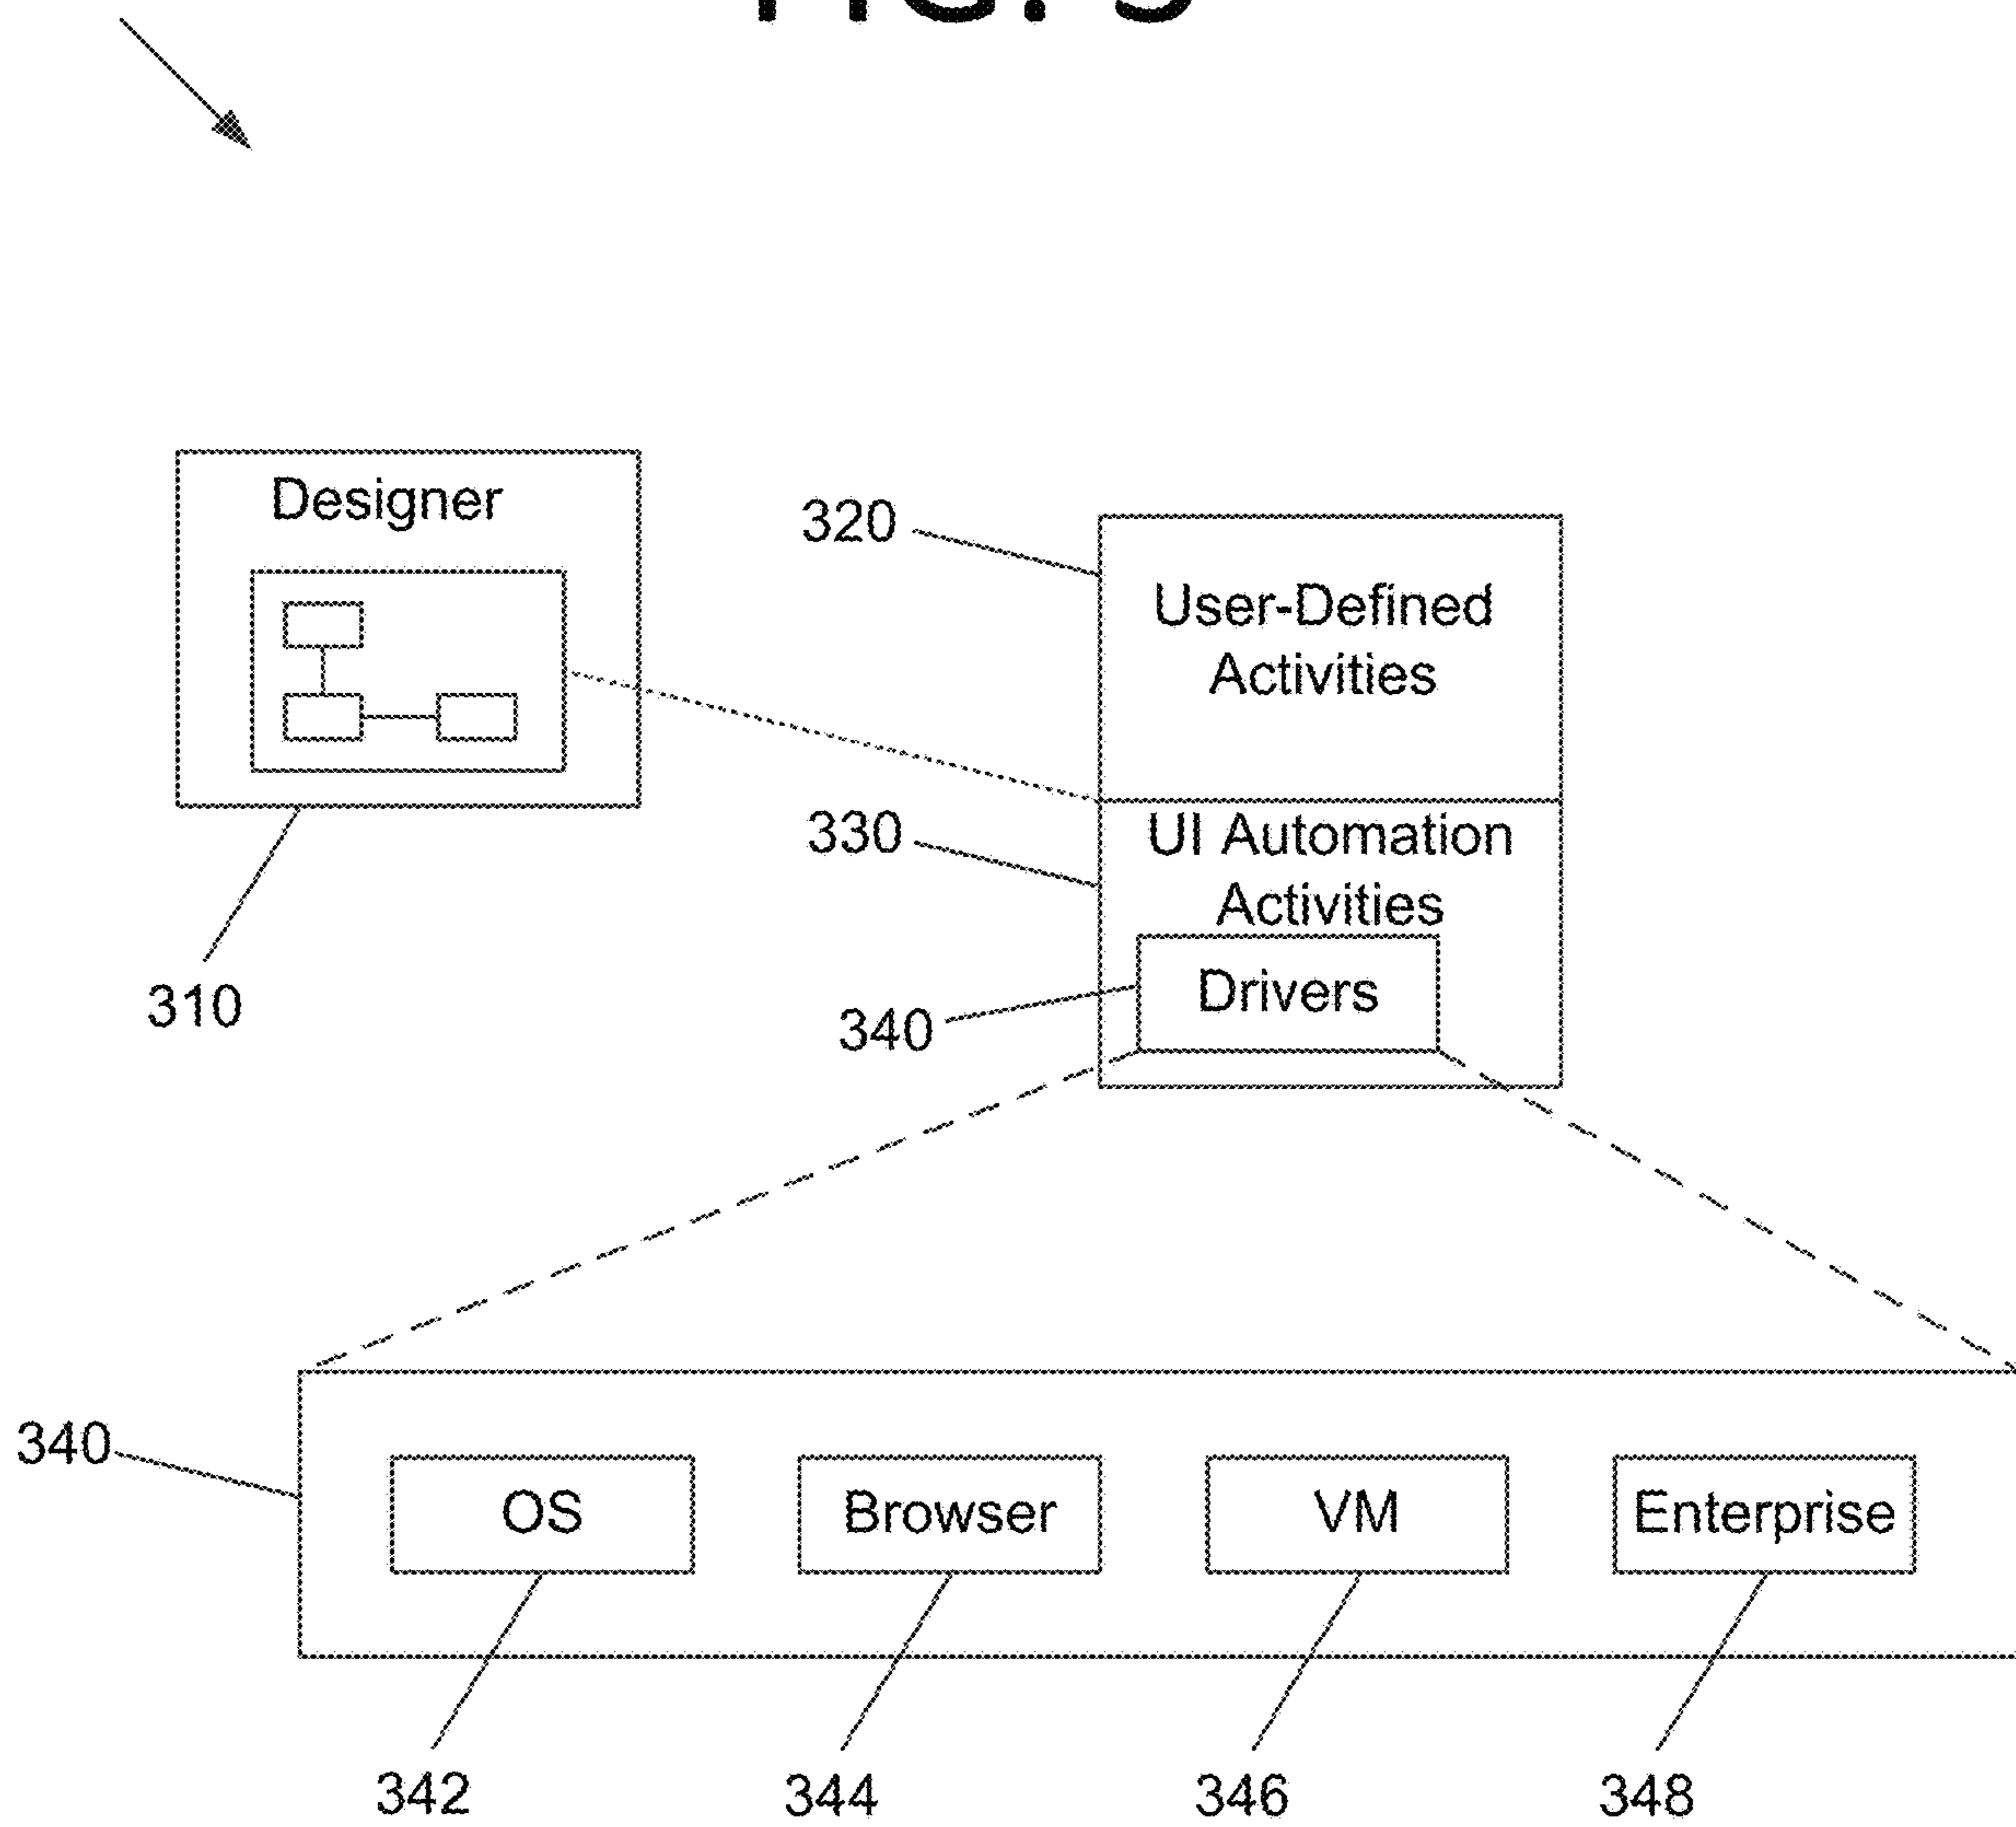 Designer
320
User-Defined
Activities
330
UI Automation
Activities
310
340
Drivers
340
OS
Browser
VM
Enterprise
342
344
346
348